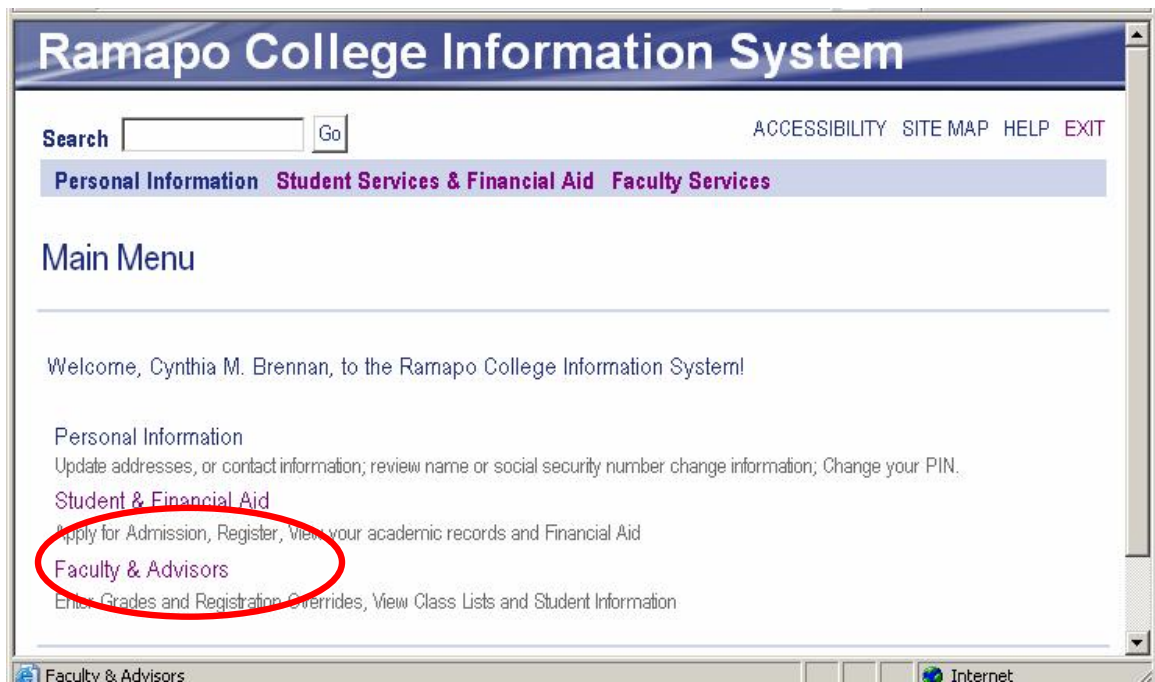 Ramapo College Information System
Search Go ACCESSIBILITY SITE MAP HELP EXIT
Personal Information Student Services & Financial Aid Faculty Services
Main Menu
Welcome, Cynthia M. Brennan, to the Ramapo College Information System!
Personal Information
Update addresses, or contact information; review name or social security number change information; Change your PIN.
Student & Financial Aid
Apply for Admission, Register, View your academic records and Financial Aid
Faculty & Advisors
Enter Grades and Registration Overrides, View Class Lists and Student Information
Faculty & Advisors Internet